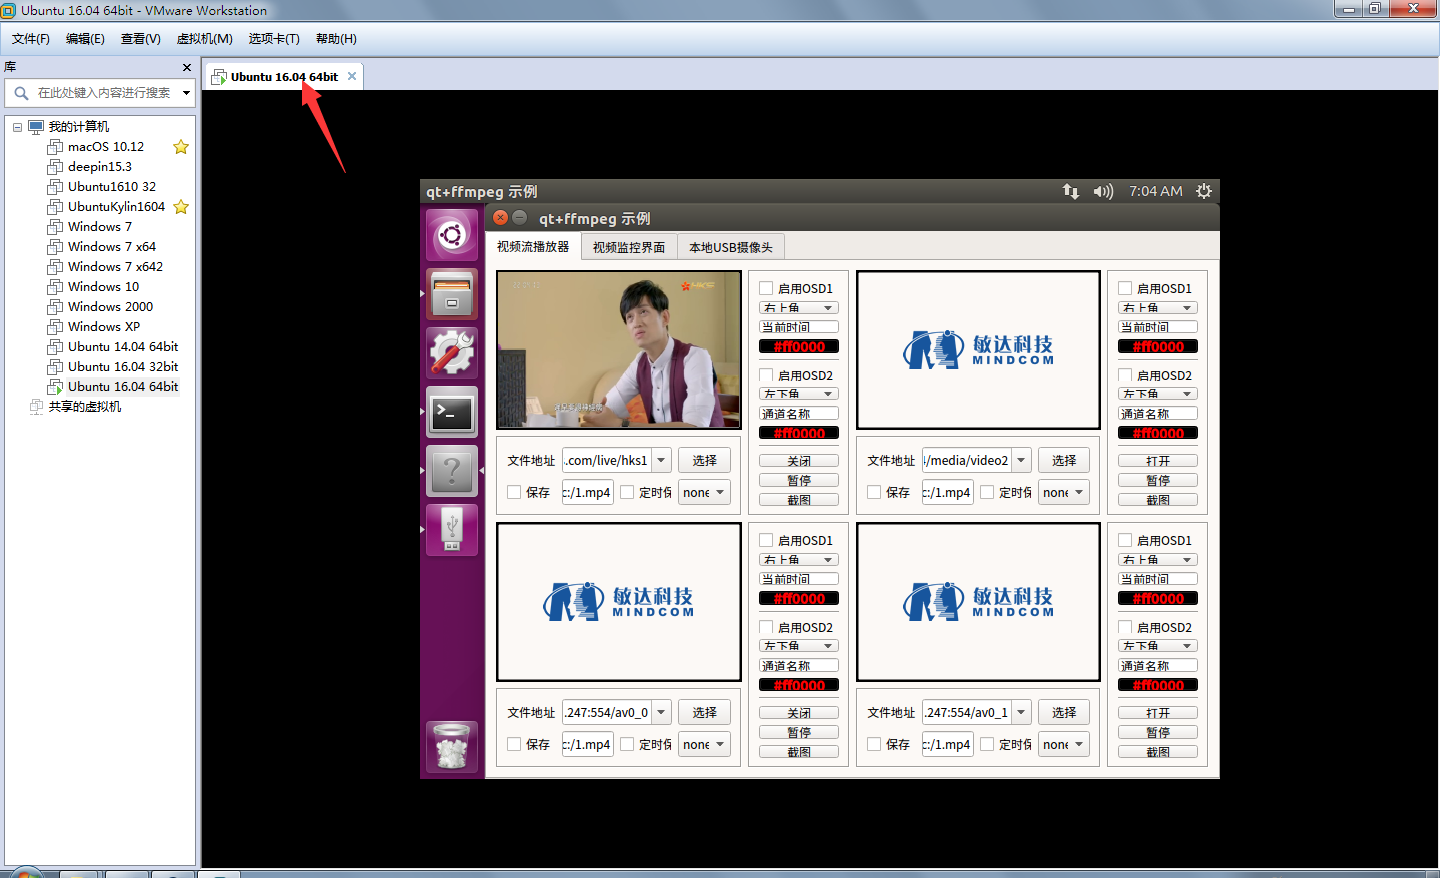 Ubuntu 16.04 64bit - VMware Workstation
文件(F) 编辑(E) 查看(V) 虚拟机(M) 选项卡(T) 帮助(H)
库
在此处键入内容进行搜索
我的计算机
macOS 10.12
deepin15.3
Ubuntu1610 32
UbuntuKylin1604
Windows 7
Windows 7 x64
Windows 7 x642
Windows 10
Windows 2000
Windows XP
Ubuntu 14.04 64bit
Ubuntu 16.04 32bit
Ubuntu 16.04 64bit
共享的虚拟机
Ubuntu 16.04 64bit
qt+ffmpeg 示例 7:04 AM
qt+ffmpeg 示例
视频流播放器 视频监控界面 本地USB摄像头
启用OSD1
右上角
当前时间
#ff0000
启用OSD2
左下角
通道名称
#ff0000
关闭
暂停
截图
文件地址 .com/live/hks1 选择
保存 c:/1.mp4 定时保 none
敏达科技
MINDCOM
启用OSD1
右上角
当前时间
#ff0000
启用OSD2
左下角
通道名称
#ff0000
打开
暂停
截图
文件地址 /media/video2 选择
保存 c:/1.mp4 定时保 none
敏达科技
MINDCOM
启用OSD1
右上角
当前时间
#ff0000
启用OSD2
左下角
通道名称
#ff0000
关闭
暂停
截图
文件地址 .247:554/av0_0 选择
保存 c:/1.mp4 定时保 none
敏达科技
MINDCOM
启用OSD1
右上角
当前时间
#ff0000
启用OSD2
左下角
通道名称
#ff0000
打开
暂停
截图
文件地址 .247:554/av0_1 选择
保存 c:/1.mp4 定时保 none